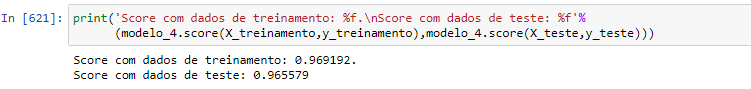 In [621]: print('Score com dados de treinamento: %f.\nScore com dados de teste: %f'%
(modelo_4.score(X_treinamento,y_treinamento),modelo_4.score(X_teste,y_teste)))
Score com dados de treinamento: 0.969192.
Score com dados de teste: 0.965579